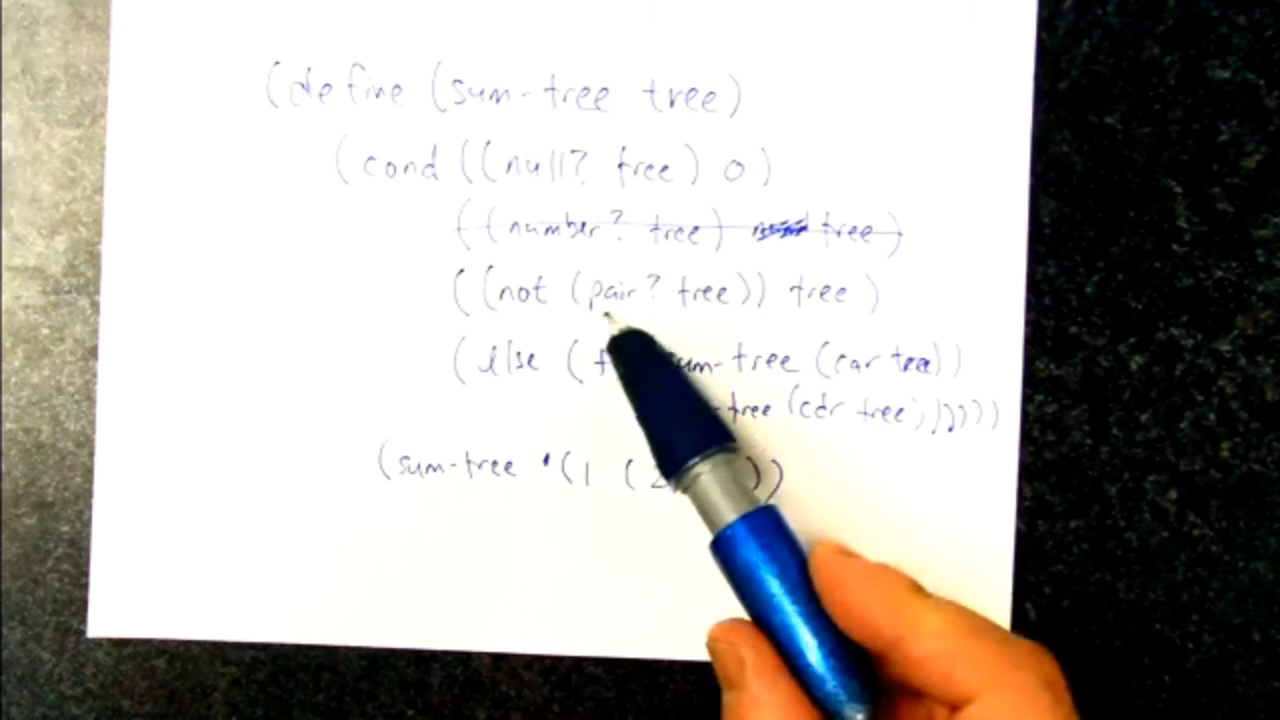 (define (sum-tree tree)
(cond ((null? tree) 0)
((number? tree) tree)
((not (pair? tree)) tree)
(else (+ sum-tree (car tree))
-tree (cdr tree)))))
(sum-tree '(1 (2 ))